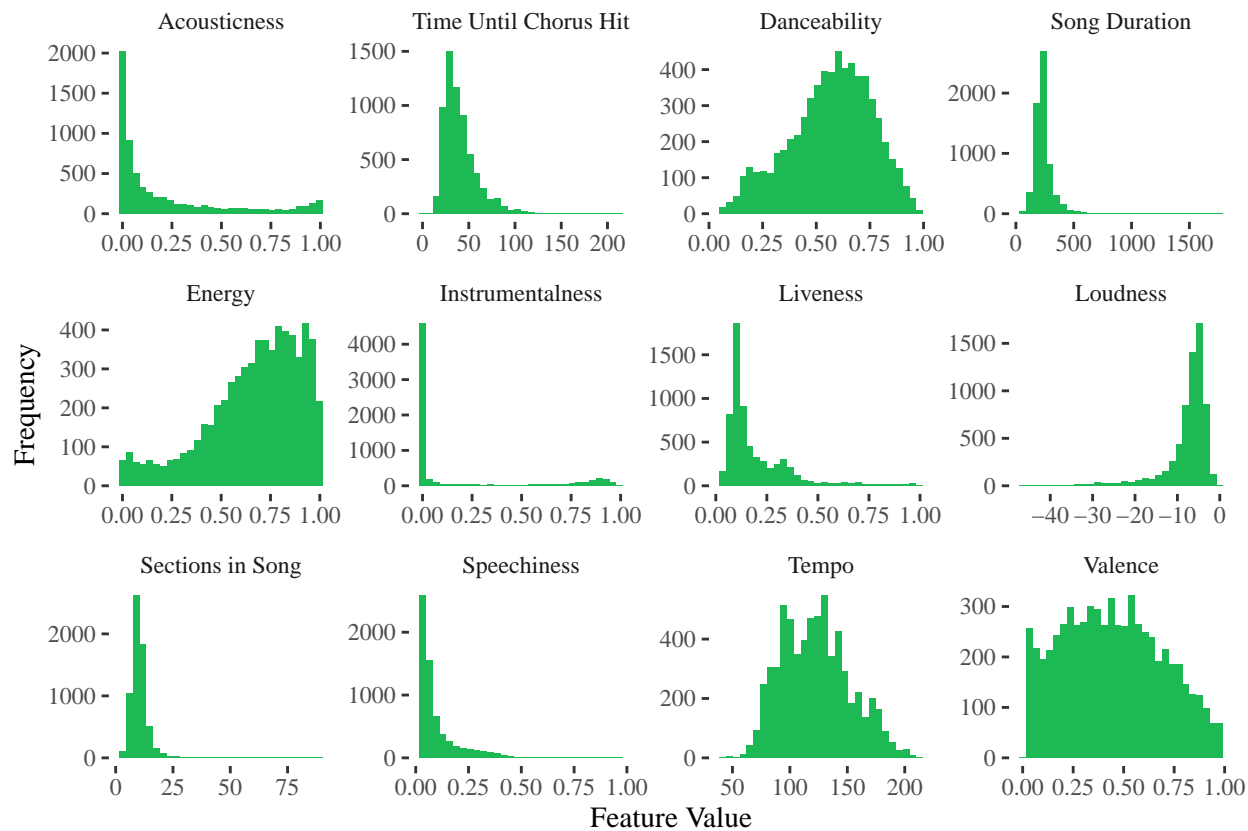 Acousticness
Time Until Chorus Hit
Danceability
Song Duration
2000
1500
1000
500
0
0.00 0.25 0.50 0.75 1.00
1500
1000
500
0
0 50 100 150 200
400
300
200
100
0
0.00 0.25 0.50 0.75 1.00
2000
1000
0
0 500 1000 1500
Energy
Instrumentalness
Liveness
Loudness
Frequency
400
300
200
100
0
0.00 0.25 0.50 0.75 1.00
4000
3000
2000
1000
0
0.00 0.25 0.50 0.75 1.00
1500
1000
500
0
0.00 0.25 0.50 0.75 1.00
1500
1000
500
0
−40 −30 −20 −10 0
Sections in Song
Speechiness
Tempo
Valence
2000
1000
0
0 25 50 75
2000
1000
0
0.00 0.25 0.50 0.75 1.00
400
200
0
50 100 150 200
300
200
100
0
0.00 0.25 0.50 0.75 1.00
Feature Value